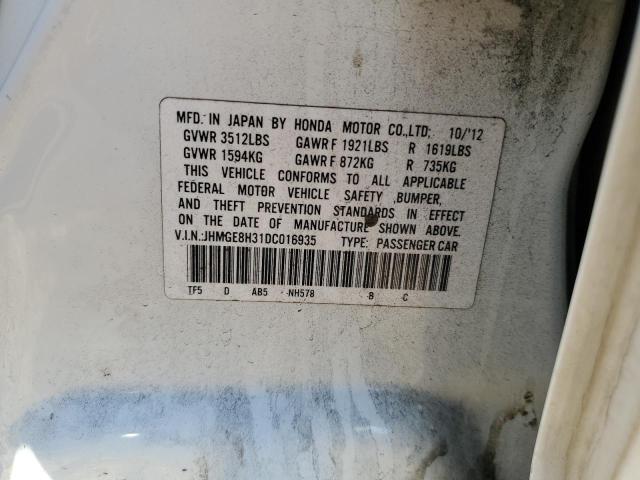 MFD. IN JAPAN BY HONDA MOTOR CO.,LTD; 10/'12
GVWR 3512LBS GAWR F 1921LBS R 1619LBS
GVWR 1594KG GAWR F 872KG R 735KG
THIS VEHICLE CONFORMS TO ALL APPLICABLE
FEDERAL MOTOR VEHICLE SAFETY ,BUMPER,
AND THEFT PREVENTION STANDARDS IN EFFECT
ON THE DATE OF MANUFACTURE SHOWN ABOVE.
V.I.N.:JHMGE8H31DC016935 TYPE: PASSENGER CAR
TF5 D AB5 -NH578 -B -C